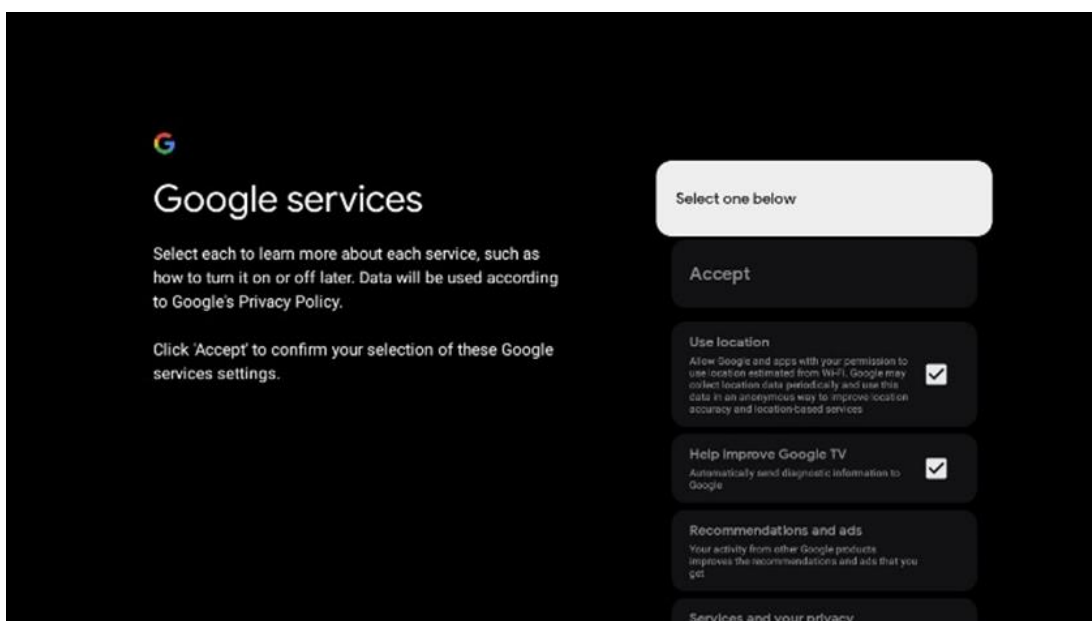 Google services
Select each to learn more about each service, such as
how to turn it on or off later. Data will be used according
to Google's Privacy Policy.
Click 'Accept' to confirm your selection of these Google
services settings.
Select one below
Accept
Use location
Allow Google and apps with your permission to
use location estimated from Wi-Fi. Google may
collect location data periodically and use this
data in an anonymous way to improve location
accuracy and location-based services
Help improve Google TV
Automatically send diagnostic information to
Google
Recommendations and ads
Your activity from other Google products
improves the recommendations and ads that you
get
Services and your privacy